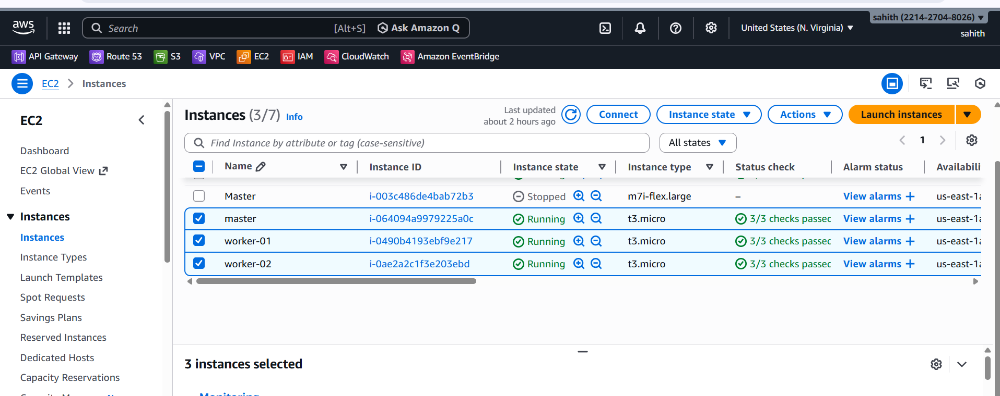 aws
Search [Alt+S] Ask Amazon Q
United States (N. Virginia)
sahith (2214-2704-8026)
sahith
API Gateway Route 53 S3 VPC EC2 IAM CloudWatch Amazon EventBridge
EC2 Instances
EC2
Dashboard
EC2 Global View
Events
Instances
Instances
Instance Types
Launch Templates
Spot Requests
Savings Plans
Reserved Instances
Dedicated Hosts
Capacity Reservations
Instances (3/7) Info
Last updated
about 2 hours ago
Connect Instance state Actions Launch instances
Find Instance by attribute or tag (case-sensitive) All states 1
Name Instance ID Instance state Instance type Status check Alarm status Availabili
Master i-003c486de4bab72b3 Stopped m7i-flex.large – View alarms + us-east-1a
master i-064094a9979225a0c Running t3.micro 3/3 checks passed View alarms + us-east-1a
worker-01 i-0490b4193ebf9e217 Running t3.micro 3/3 checks passed View alarms + us-east-1a
worker-02 i-0ae2a2c1f3e203ebd Running t3.micro 3/3 checks passed View alarms + us-east-1a
3 instances selected
Monitoring